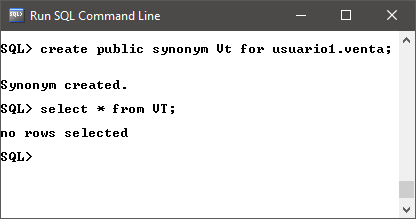 Run SQL Command Line
SQL> create public synonym Vt for usuario1.venta;
Synonym created.
SQL> select * from VT;
no rows selected
SQL>